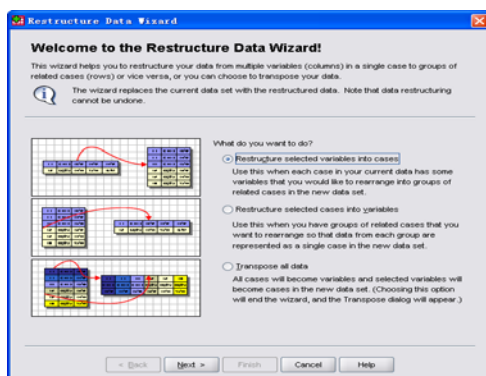 Restructure Data Wizard
Welcome to the Restructure Data Wizard!
This wizard helps you to restructure your data from multiple variables (columns) in a single case to groups of
related cases (rows) or vice versa, or you can choose to transpose your data.
The wizard replaces the current data set with the restructured data. Note that data restructuring
cannot be undone.
What do you want to do?
Restructure selected variables into cases
Use this when each case in your current data has some
variables that you would like to rearrange into groups of
related cases in the new data set.
Restructure selected cases into variables
Use this when you have groups of related cases that you
want to rearrange so that data from each group are
represented as a single case in the new data set.
Transpose all data
All cases will become variables and selected variables will
become cases in the new data set. (Choosing this option
will end the wizard, and the Transpose dialog will appear.)
< Back
Next >
Finish
Cancel
Help